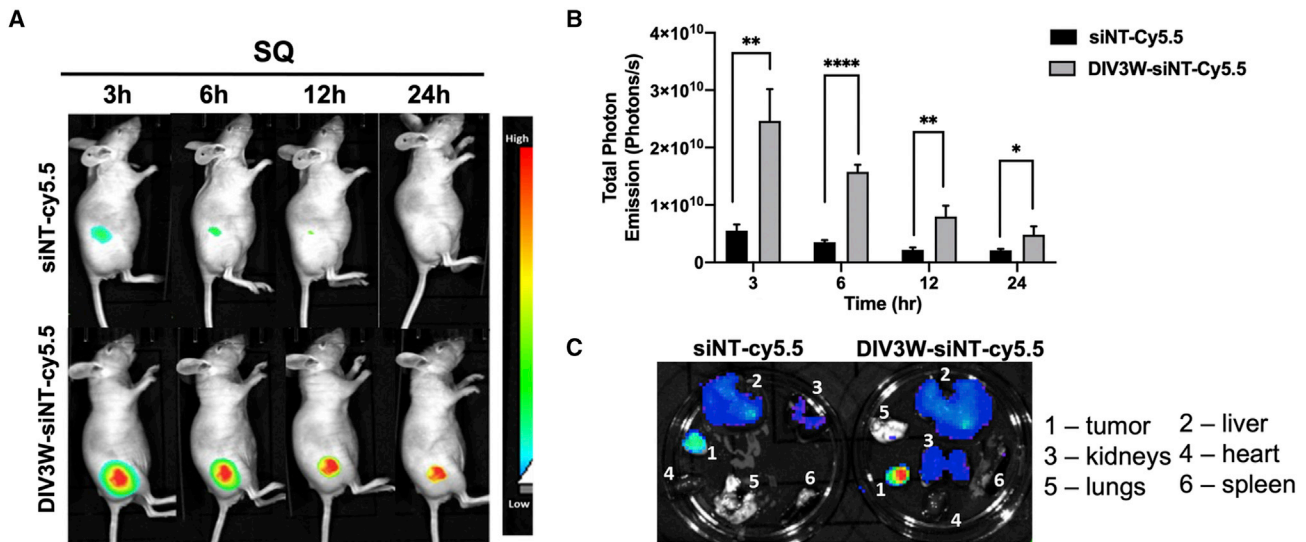 A
SQ
3h 6h 12h 24h
siNT-cy5.5
DIV3W-siNT-cy5.5
High
Low
B
Total Photon
Emission (Photons/s)
5×10¹⁰
4×10¹⁰
3×10¹⁰
2×10¹⁰
1×10¹⁰
0
** **** ** *
3 6 12 24
Time (hr)
siNT-Cy5.5
DIV3W-siNT-Cy5.5
C
siNT-cy5.5 DIV3W-siNT-cy5.5
2 3
1
4 5 6
2
5
3
1 6
4
1 – tumor 2 – liver
3 – kidneys 4 – heart
5 – lungs 6 – spleen